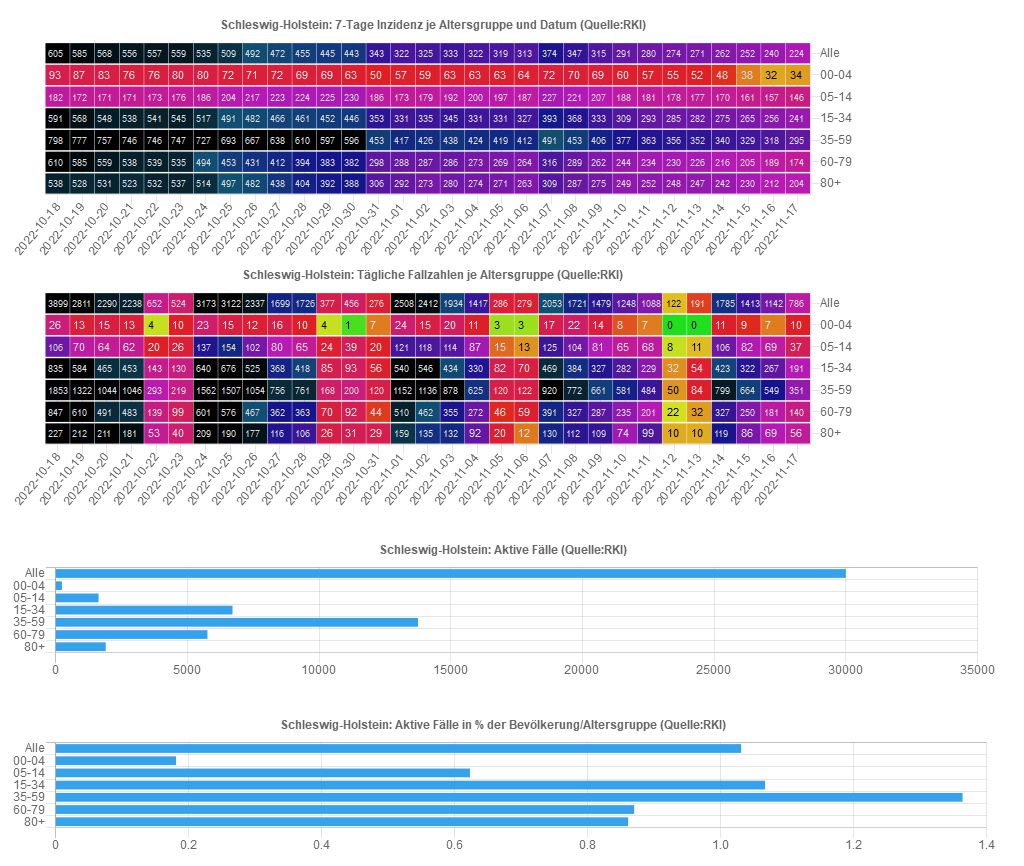 Schleswig-Holstein: 7-Tage Inzidenz je Altersgruppe und Datum (Quelle:RKI)
605 585 568 556 557 559 535 509 492 472 455 445 443 343 322 325 333 322 319 313 374 347 315 291 280 274 271 256 252 240 224 Alle
93 87 83 76 76 80 80 72 71 72 69 69 63 50 57 59 63 63 63 64 72 70 69 60 57 55 52 48 38 32 34 00-04
182 172 171 171 173 176 186 204 217 223 224 225 230 186 173 179 192 200 197 187 227 221 207 188 181 178 177 170 161 157 146 05-14
591 568 548 538 541 545 517 491 482 466 461 452 446 353 331 335 345 331 331 327 393 368 333 309 293 285 282 275 265 256 241 15-34
798 777 757 746 746 747 727 693 667 638 610 597 596 453 417 426 438 431 424 419 412 491 453 406 377 363 356 352 340 329 318 295 35-59
610 585 559 538 539 535 494 453 431 412 394 383 382 298 288 287 286 273 269 264 316 289 262 244 234 230 226 216 205 189 174 60-79
538 528 531 523 532 537 514 497 482 438 404 392 388 306 292 273 280 274 271 263 309 287 275 249 252 248 247 242 230 212 204 80+
2022-10-18 2022-10-19 2022-10-20 2022-10-21 2022-10-22 2022-10-23 2022-10-24 2022-10-25 2022-10-26 2022-10-27 2022-10-28 2022-10-29 2022-10-30 2022-10-31 2022-11-01 2022-11-02 2022-11-03 2022-11-04 2022-11-05 2022-11-06 2022-11-07 2022-11-08 2022-11-09 2022-11-10 2022-11-11 2022-11-12 2022-11-13 2022-11-14 2022-11-15 2022-11-16 2022-11-17
Schleswig-Holstein: Tägliche Fallzahlen je Altersgruppe (Quelle:RKI)
3899 2811 2290 2238 652 524 3173 3122 2337 1699 1726 377 456 276 2508 2412 1934 1417 286 279 2053 1721 1479 1248 1088 122 191 1785 1413 1142 786 Alle
26 13 15 13 4 10 23 15 12 16 10 4 1 7 24 15 20 11 3 3 17 22 14 8 7 0 0 11 9 7 10 00-04
106 70 64 62 20 26 137 154 102 80 65 24 39 20 121 118 114 87 15 13 125 104 81 65 68 8 11 106 82 69 37 05-14
835 584 465 453 143 130 640 676 525 368 418 85 93 56 540 546 434 330 82 70 469 384 327 282 229 32 54 423 322 267 191 15-34
1853 1322 1044 1046 293 219 1562 1507 1054 756 761 168 200 120 1152 1136 878 625 120 122 920 772 661 581 484 50 84 799 664 549 351 35-59
847 610 491 483 139 99 601 576 467 362 363 70 92 44 510 462 355 272 46 59 391 327 287 235 201 22 32 327 250 181 140 60-79
227 212 211 181 53 40 209 190 177 116 106 26 31 29 159 135 132 92 20 12 130 112 109 74 99 10 10 119 86 69 56 80+
2022-10-18 2022-10-19 2022-10-20 2022-10-21 2022-10-22 2022-10-23 2022-10-24 2022-10-25 2022-10-26 2022-10-27 2022-10-28 2022-10-29 2022-10-30 2022-10-31 2022-11-01 2022-11-02 2022-11-03 2022-11-04 2022-11-05 2022-11-06 2022-11-07 2022-11-08 2022-11-09 2022-11-10 2022-11-11 2022-11-12 2022-11-13 2022-11-14 2022-11-15 2022-11-16 2022-11-17
Schleswig-Holstein: Aktive Fälle (Quelle:RKI)
Alle
00-04
05-14
15-34
35-59
60-79
80+
0 5000 10000 15000 20000 25000 30000 35000
Schleswig-Holstein: Aktive Fälle in % der Bevölkerung/Altersgruppe (Quelle:RKI)
Alle
00-04
05-14
15-34
35-59
60-79
80+
0 0.2 0.4 0.6 0.8 1.0 1.2 1.4